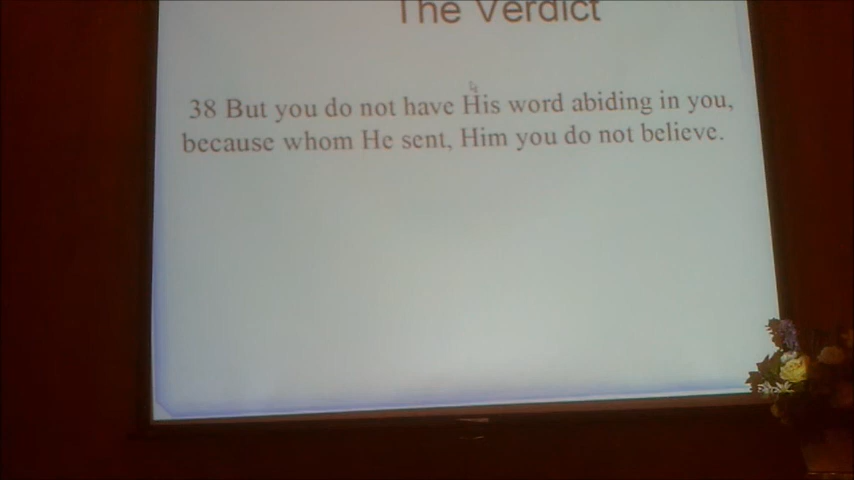 The Verdict
38 But you do not have His word abiding in you,
because whom He sent, Him you do not believe.